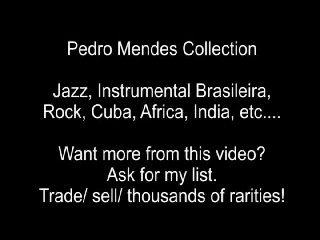 Pedro Mendes Collection
Jazz, Instrumental Brasileira,
Rock, Cuba, Africa, India, etc....
Want more from this video?
Ask for my list.
Trade/ sell/ thousands of rarities!